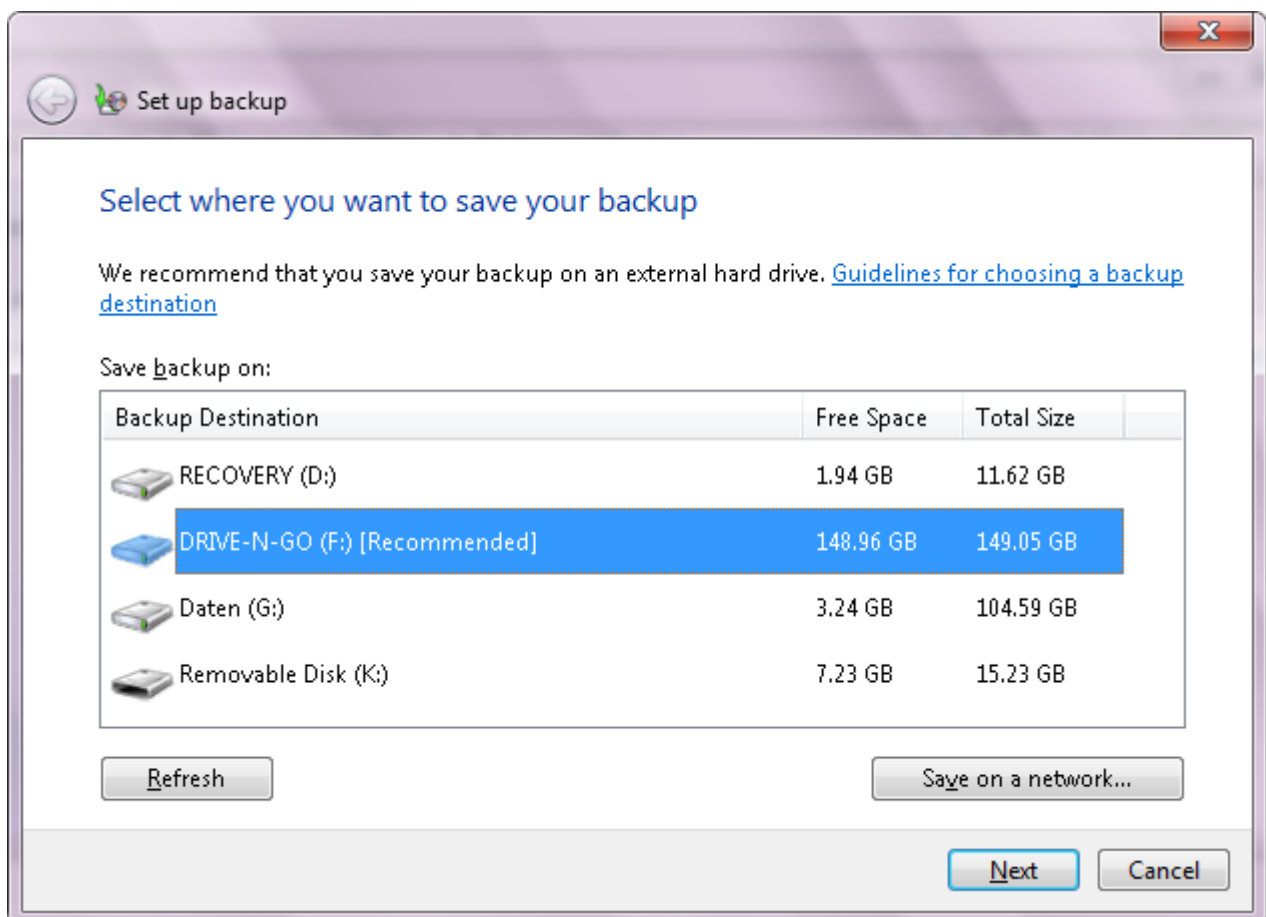 Set up backup
Select where you want to save your backup
We recommend that you save your backup on an external hard drive. Guidelines for choosing a backup
destination
Save backup on:
Backup Destination Free Space Total Size
RECOVERY (D:) 1.94 GB 11.62 GB
DRIVE-N-GO (F:) [Recommended] 148.96 GB 149.05 GB
Daten (G:) 3.24 GB 104.59 GB
Removable Disk (K:) 7.23 GB 15.23 GB
Refresh Save on a network...
Next Cancel